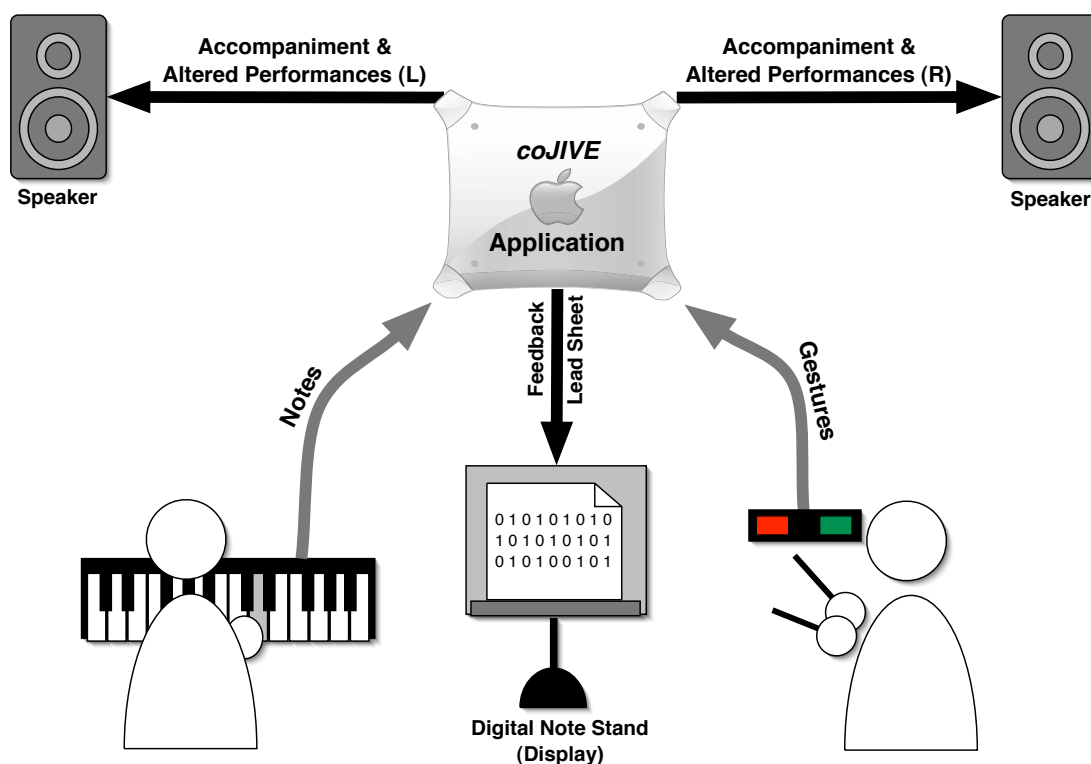 Accompaniment &
Altered Performances (L)
Accompaniment &
Altered Performances (R)
Speaker
coJIVE
Application
Speaker
Feedback
Lead Sheet
Notes
Gestures
0 1 0 1 0 1 0 1 0
1 0 1 0 1 0 1 0 1
0 1 0 1 0 0 1 0 1
Digital Note Stand
(Display)